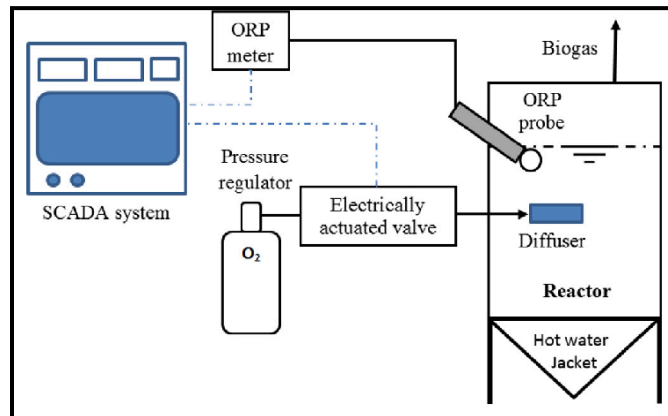 ORP
meter
Biogas
ORP
probe
Pressure
regulator
SCADA system
Electrically
actuated valve
O₂
Diffuser
Reactor
Hot water
Jacket